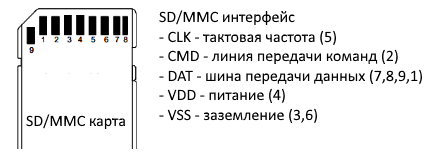 1 2 3 4 5 6 7 8
9
SD/MMC карта
SD/MMC интерфейс
- CLK - тактовая частота (5)
- CMD - линия передачи команд (2)
- DAT - шина передачи данных (7,8,9,1)
- VDD - питание (4)
- VSS - заземление (3,6)